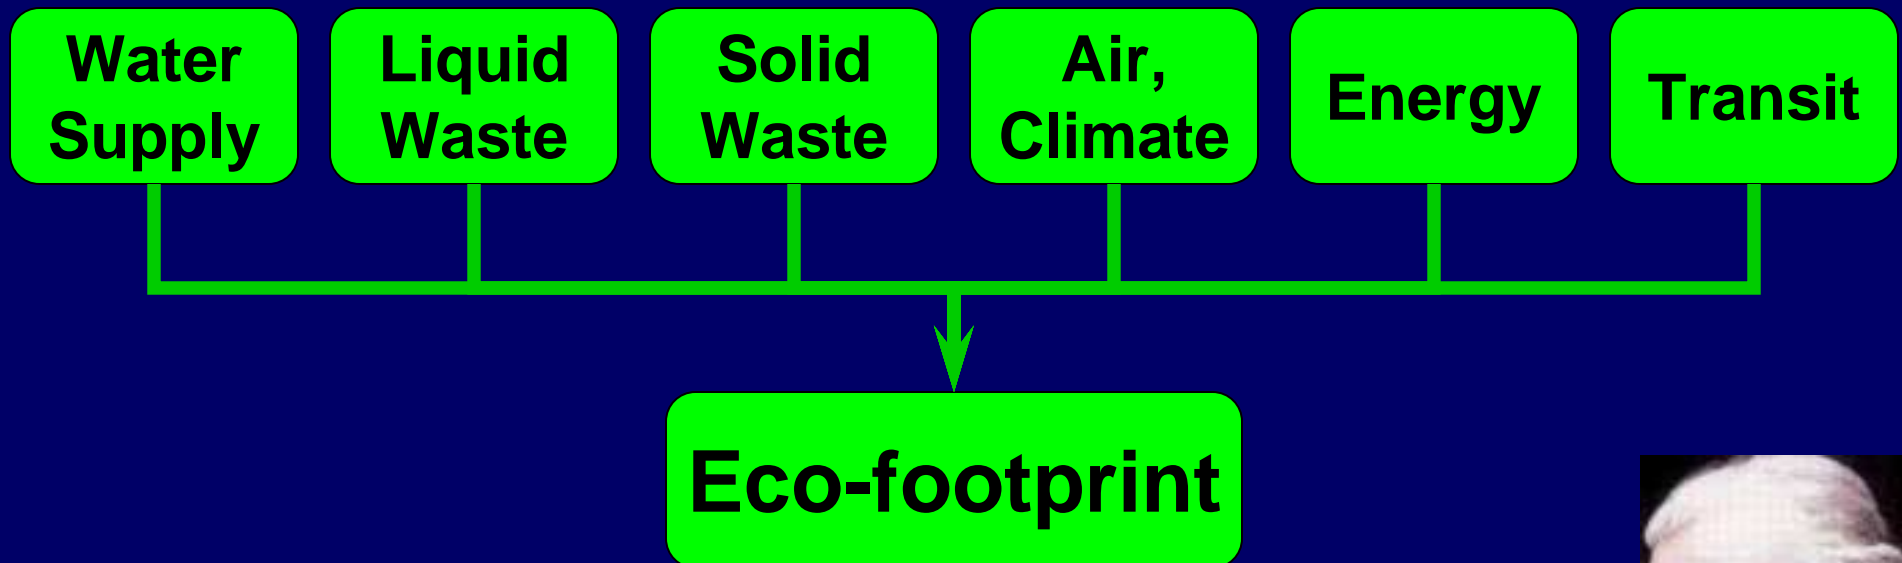 Water
Supply
Liquid
Waste
Solid
Waste
Air,
Climate
Energy
Transit
Eco-footprint